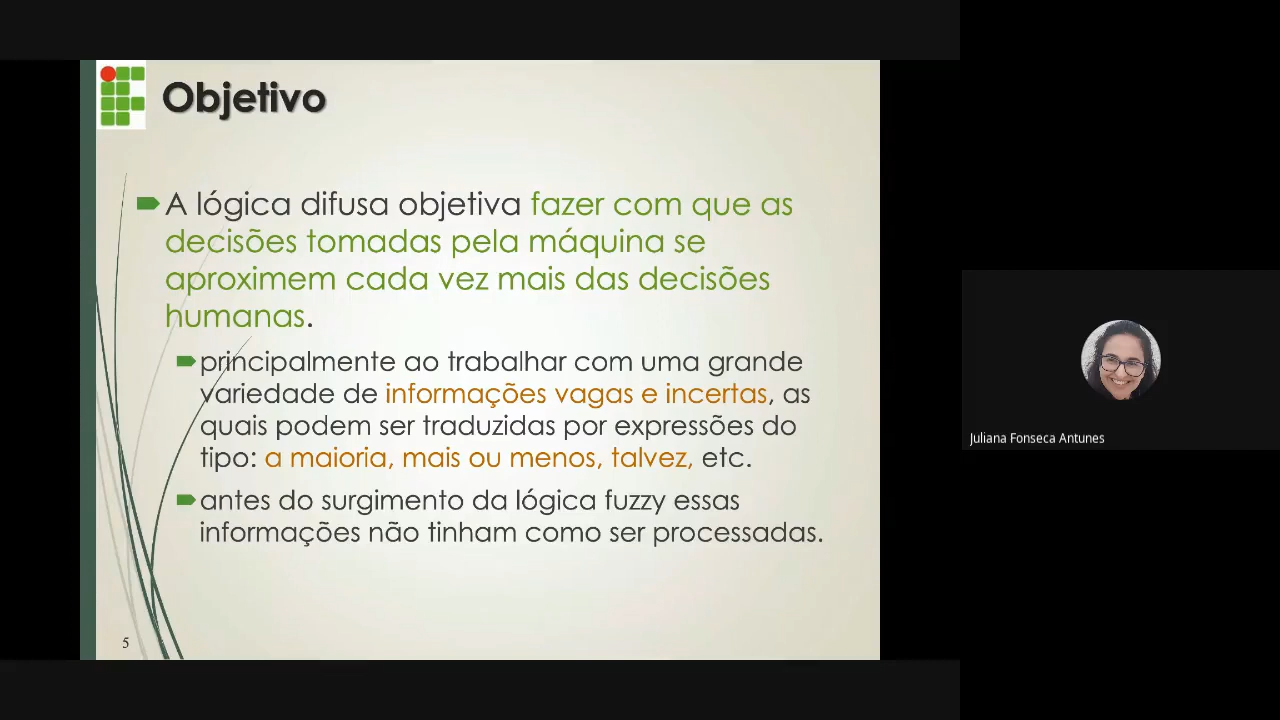 Objetivo
A lógica difusa objetiva fazer com que as
decisões tomadas pela máquina se
aproximem cada vez mais das decisões
humanas.
principalmente ao trabalhar com uma grande
variedade de informações vagas e incertas, as
quais podem ser traduzidas por expressões do
tipo: a maioria, mais ou menos, talvez, etc.
antes do surgimento da lógica fuzzy essas
informações não tinham como ser processadas.
5
Juliana Fonseca Antunes